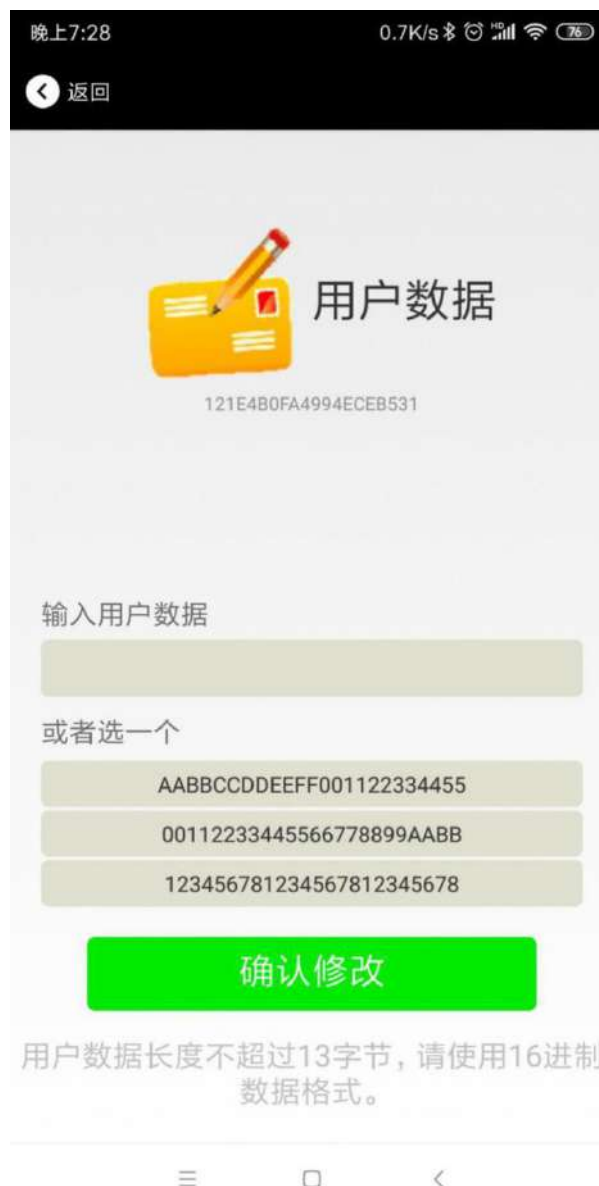 晚上7:28
0.7K/s
HD
76
返回
用户数据
121E4B0FA4994ECEB531
输入用户数据
或者选一个
AABBCCDDEEFF001122334455
00112233445566778899AABB
123456781234567812345678
确认修改
用户数据长度不超过13字节，请使用16进制
数据格式。